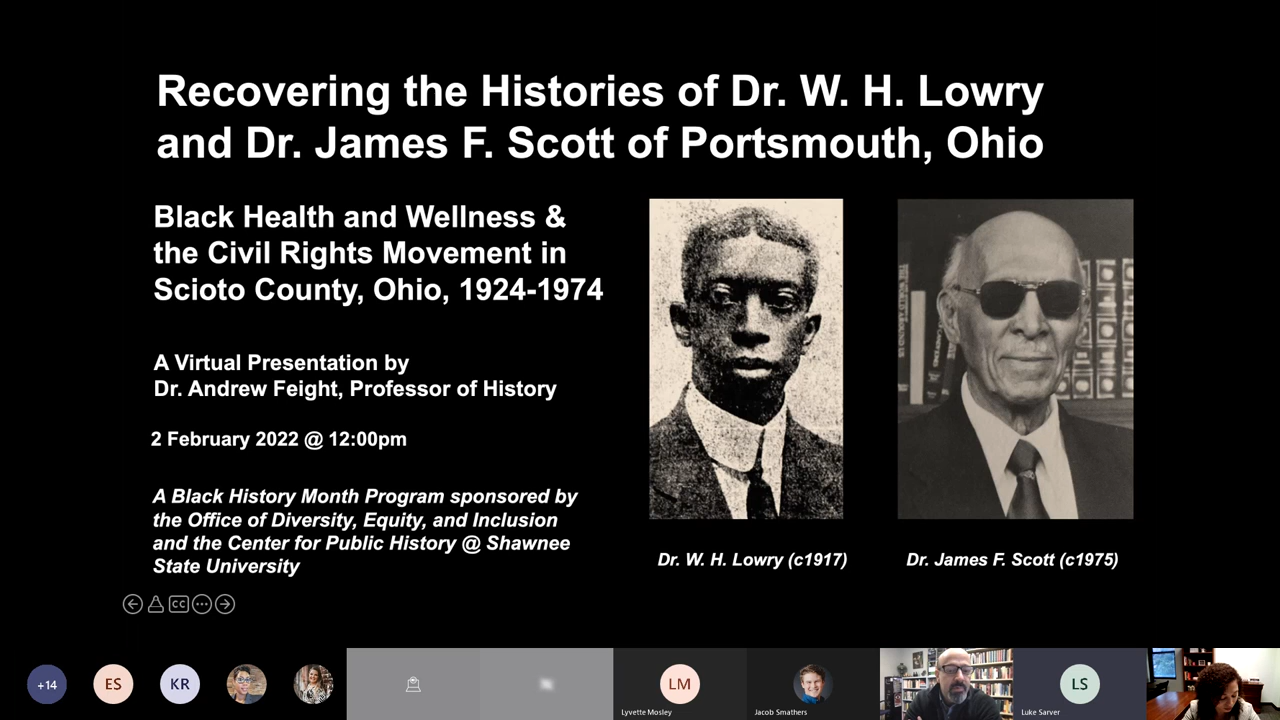 Recovering the Histories of Dr. W. H. Lowry
and Dr. James F. Scott of Portsmouth, Ohio
Black Health and Wellness &
the Civil Rights Movement in
Scioto County, Ohio, 1924-1974
A Virtual Presentation by
Dr. Andrew Feight, Professor of History
2 February 2022 @ 12:00pm
A Black History Month Program sponsored by
the Office of Diversity, Equity, and Inclusion
and the Center for Public History @ Shawnee
State University
Dr. W. H. Lowry (c1917)
Dr. James F. Scott (c1975)
CC
+14
ES
KR
LM
Lyvette Mosley
Jacob Smathers
LS
Luke Sarver